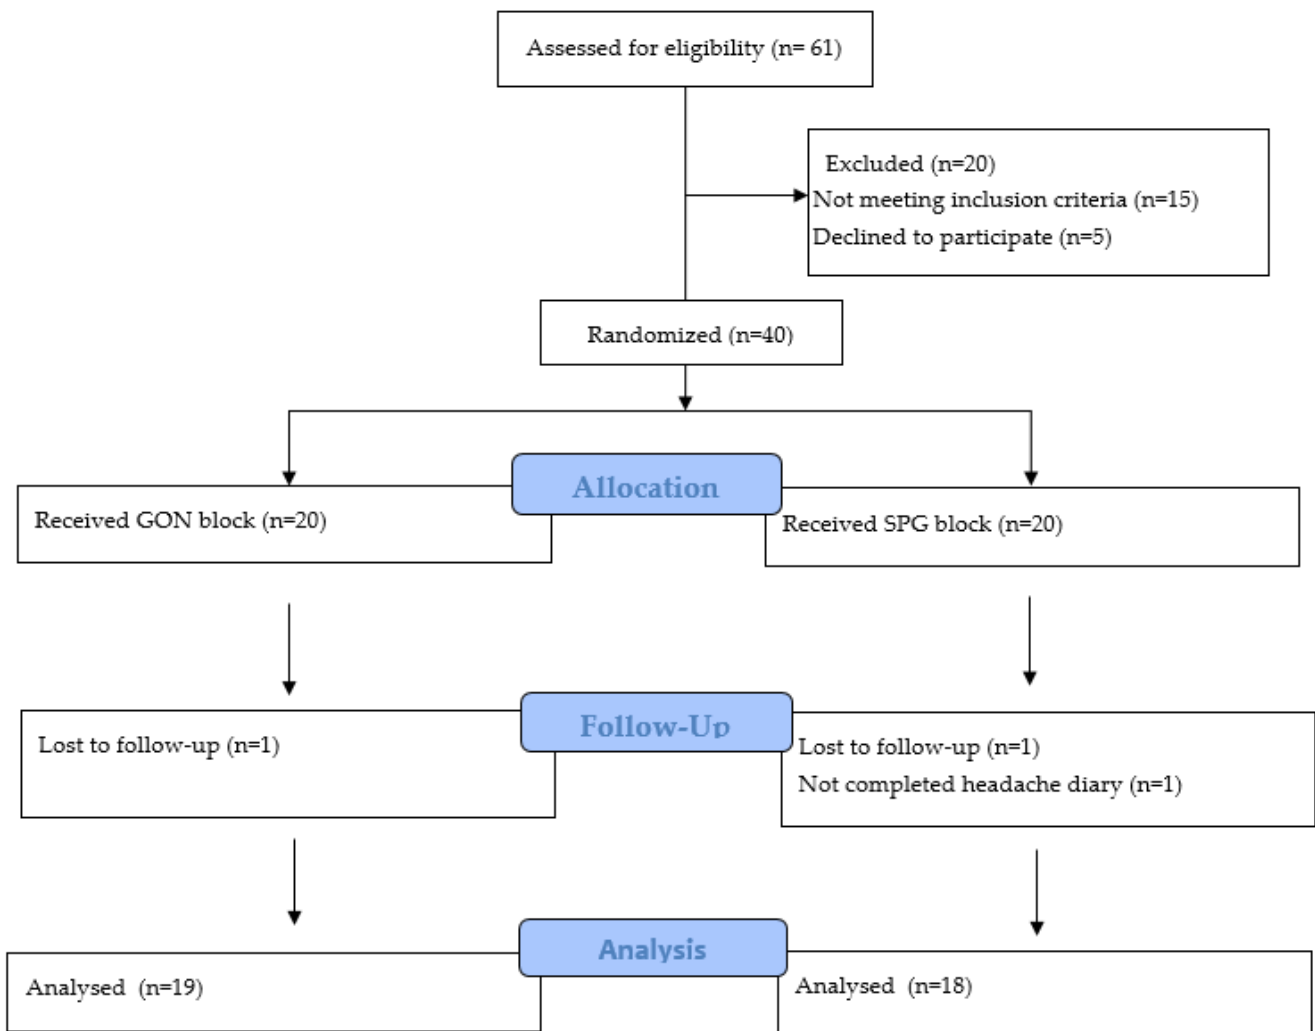 Assessed for eligibility (n= 61)
Excluded (n=20)
Not meeting inclusion criteria (n=15)
Declined to participate (n=5)
Randomized (n=40)
Allocation
Received GON block (n=20)
Received SPG block (n=20)
Follow-Up
Lost to follow-up (n=1)
Lost to follow-up (n=1)
Not completed headache diary (n=1)
Analysis
Analysed (n=19)
Analysed (n=18)